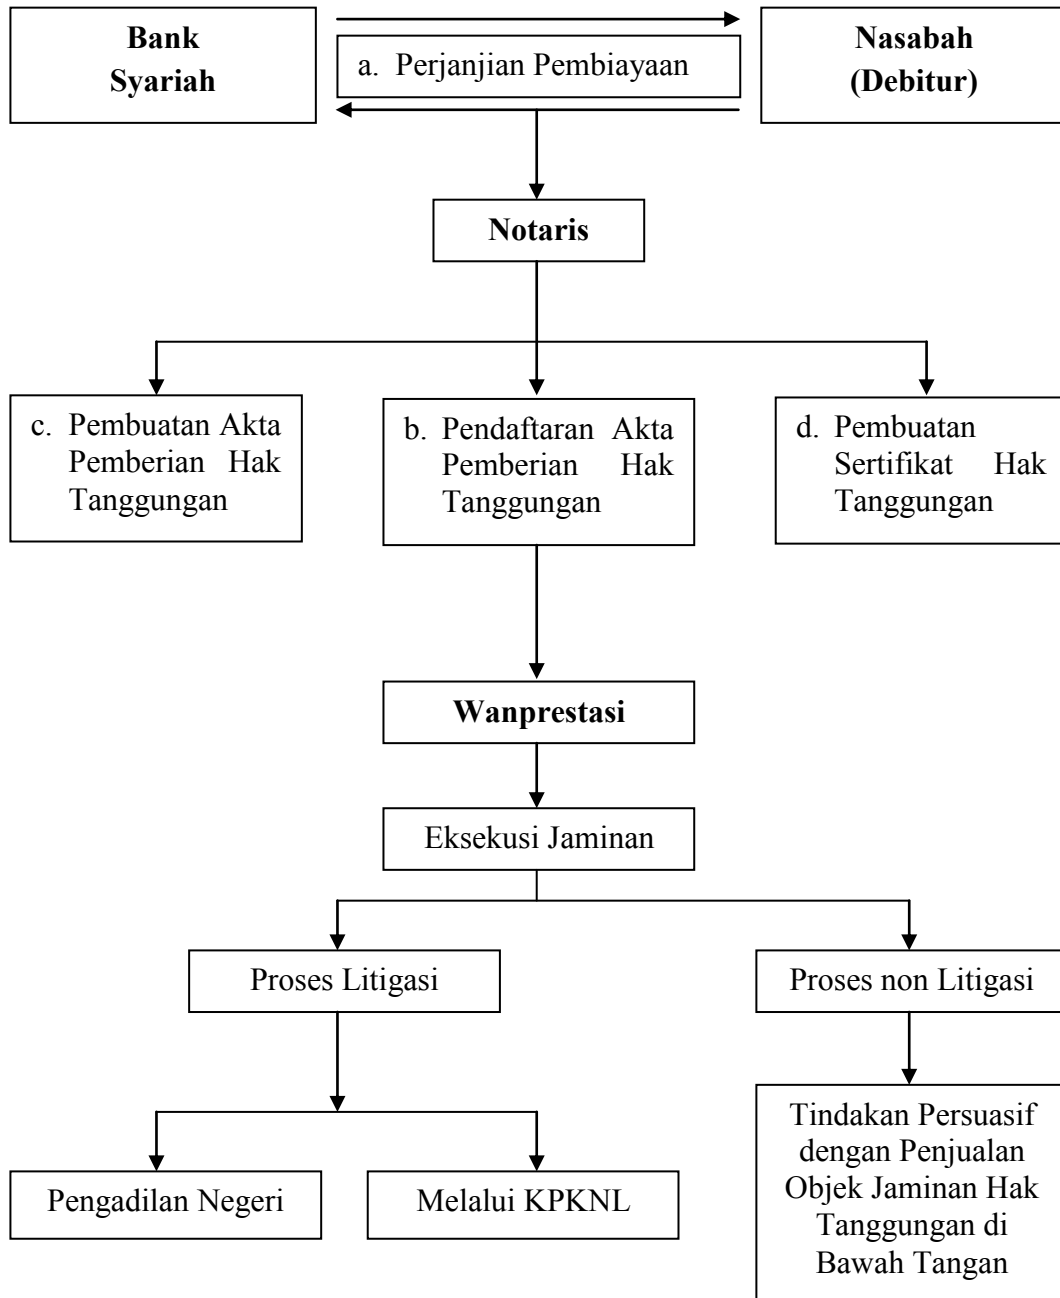 Bank
Syariah
a. Perjanjian Pembiayaan
Nasabah
(Debitur)
Notaris
c. Pembuatan Akta
Pemberian Hak
Tanggungan
b. Pendaftaran Akta
Pemberian Hak
Tanggungan
d. Pembuatan
Sertifikat Hak
Tanggungan
Wanprestasi
Eksekusi Jaminan
Proses Litigasi
Proses non Litigasi
Pengadilan Negeri
Melalui KPKNL
Tindakan Persuasif
dengan Penjualan
Objek Jaminan Hak
Tanggungan di
Bawah Tangan